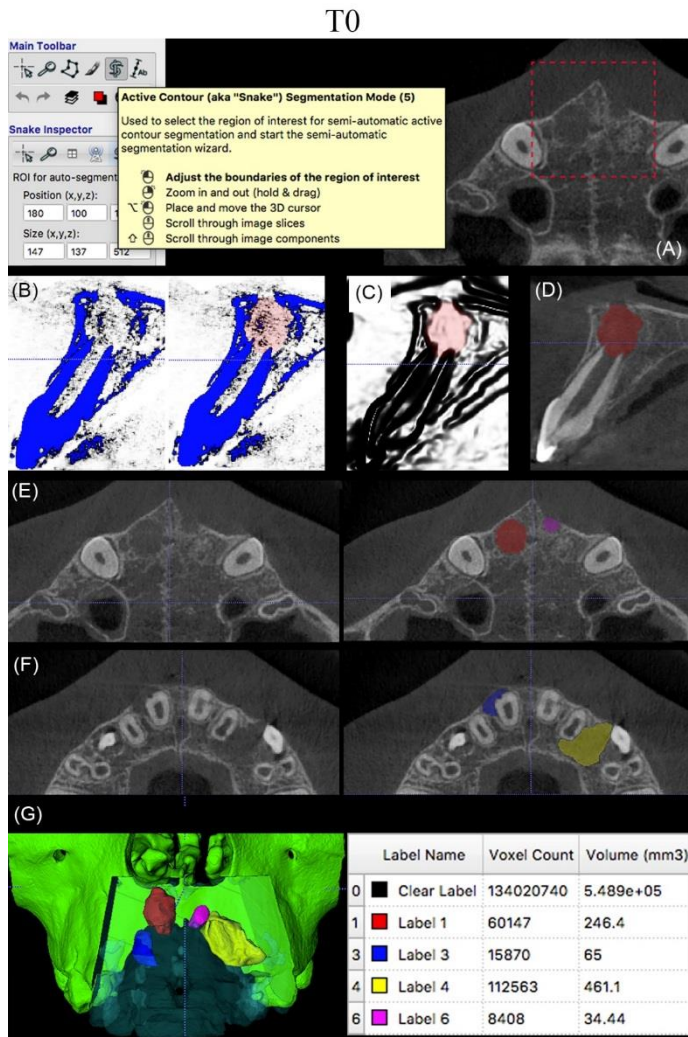 T0
Main Toolbar
Active Contour (aka "Snake") Segmentation Mode (5)
Used to select the region of interest for semi-automatic active
contour segmentation and start the semi-automatic
segmentation wizard.
Adjust the boundaries of the region of interest
Zoom in and out (hold & drag)
Place and move the 3D cursor
Scroll through image slices
Scroll through image components
Snake Inspector
ROI for auto-segment
Position (x,y,z):
180 100
Size (x,y,z):
147 137 512
(A)
(B)
(C)
(D)
(E)
(F)
(G)
Label Name Voxel Count Volume (mm3)
0 Clear Label 134020740 5.489e+05
1 Label 1 60147 246.4
3 Label 3 15870 65
4 Label 4 112563 461.1
6 Label 6 8408 34.44